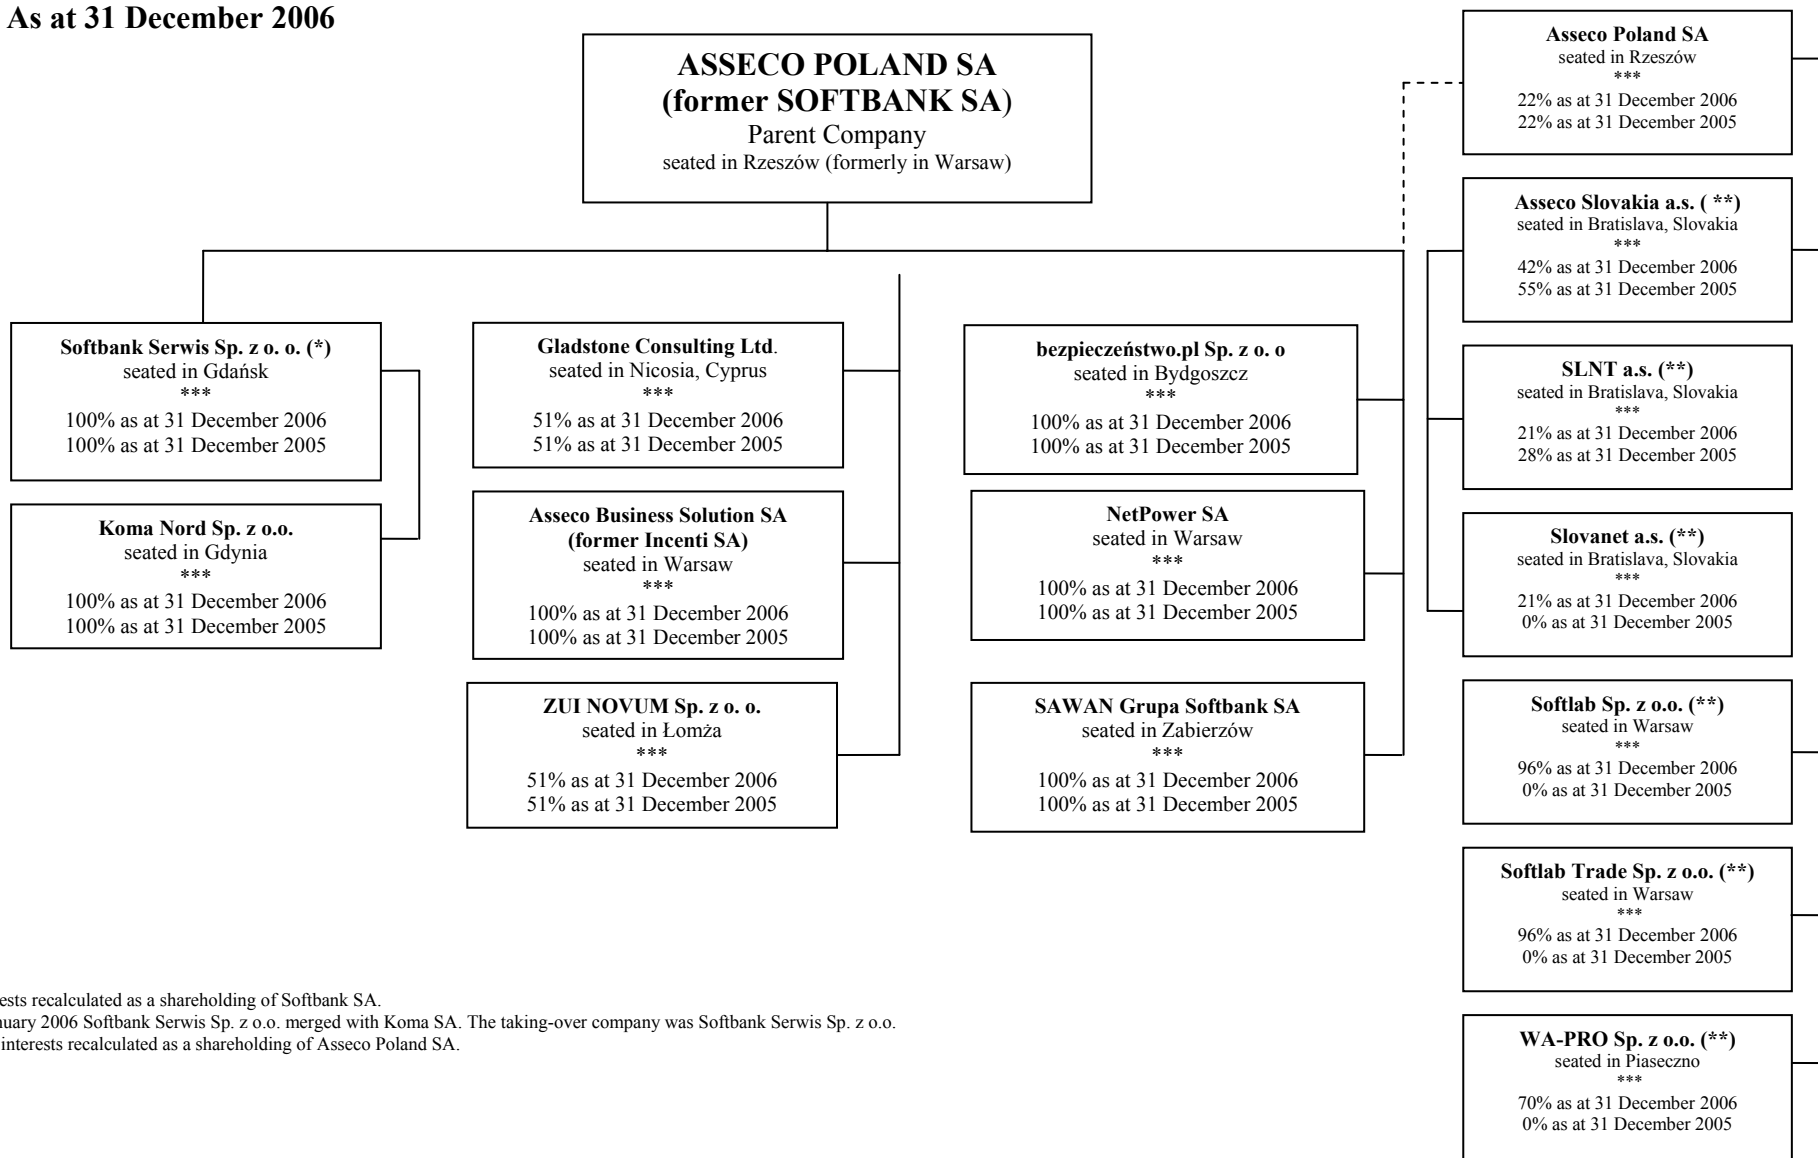 As at 31 December 2006
ASSECO POLAND SA
(former SOFTBANK SA)
Parent Company
seated in Rzeszów (formerly in Warsaw)
Softbank Serwis Sp. z o. o. (*)
seated in Gdańsk
***
100% as at 31 December 2006
100% as at 31 December 2005
Koma Nord Sp. z o.o.
seated in Gdynia
***
100% as at 31 December 2006
100% as at 31 December 2005
Gladstone Consulting Ltd.
seated in Nicosia, Cyprus
***
51% as at 31 December 2006
51% as at 31 December 2005
Asseco Business Solution SA
(former Incenti SA)
seated in Warsaw
***
100% as at 31 December 2006
100% as at 31 December 2005
ZUI NOVUM Sp. z o. o.
seated in Łomża
***
51% as at 31 December 2006
51% as at 31 December 2005
bezpieczeństwo.pl Sp. z o. o
seated in Bydgoszcz
***
100% as at 31 December 2006
100% as at 31 December 2005
NetPower SA
seated in Warsaw
***
100% as at 31 December 2006
100% as at 31 December 2005
SAWAN Grupa Softbank SA
seated in Zabierzów
***
100% as at 31 December 2006
100% as at 31 December 2005
Asseco Poland SA
seated in Rzeszów
***
22% as at 31 December 2006
22% as at 31 December 2005
Asseco Slovakia a.s. ( **)
seated in Bratislava, Slovakia
***
42% as at 31 December 2006
55% as at 31 December 2005
SLNT a.s. (**)
seated in Bratislava, Slovakia
***
21% as at 31 December 2006
28% as at 31 December 2005
Slovanet a.s. (**)
seated in Bratislava, Slovakia
***
21% as at 31 December 2006
0% as at 31 December 2005
Softlab Sp. z o.o. (**)
seated in Warsaw
***
96% as at 31 December 2006
0% as at 31 December 2005
Softlab Trade Sp. z o.o. (**)
seated in Warsaw
***
96% as at 31 December 2006
0% as at 31 December 2005
WA-PRO Sp. z o.o. (**)
seated in Piaseczno
***
70% as at 31 December 2006
0% as at 31 December 2005
recalculated as a shareholding of Softbank SA.
2006 Softbank Serwis Sp. z o.o. merged with Koma SA. The taking-over company was Softbank Serwis Sp. z o.o.
interests recalculated as a shareholding of Asseco Poland SA.